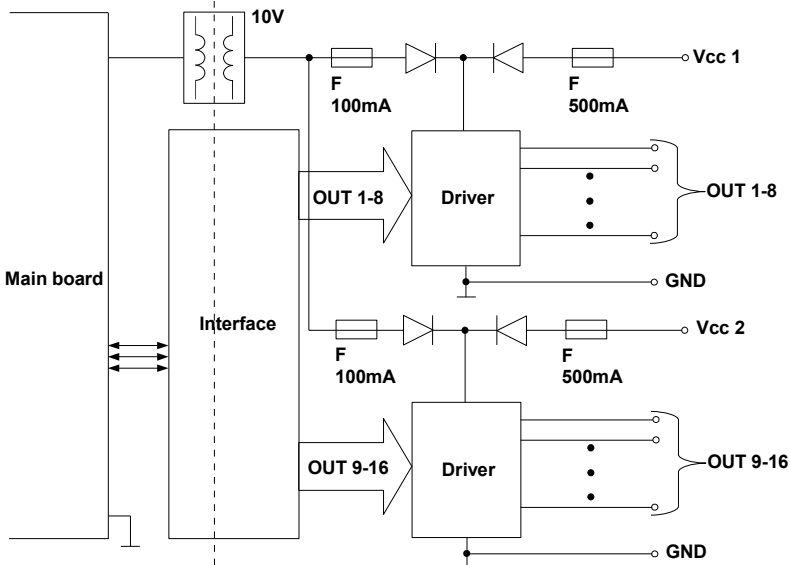 10V
Vcc 1
F
100mA
F
500mA
OUT 1-8
Driver
OUT 1-8
Main board
GND
Interface
Vcc 2
F
100mA
F
500mA
OUT 9-16
Driver
OUT 9-16
GND